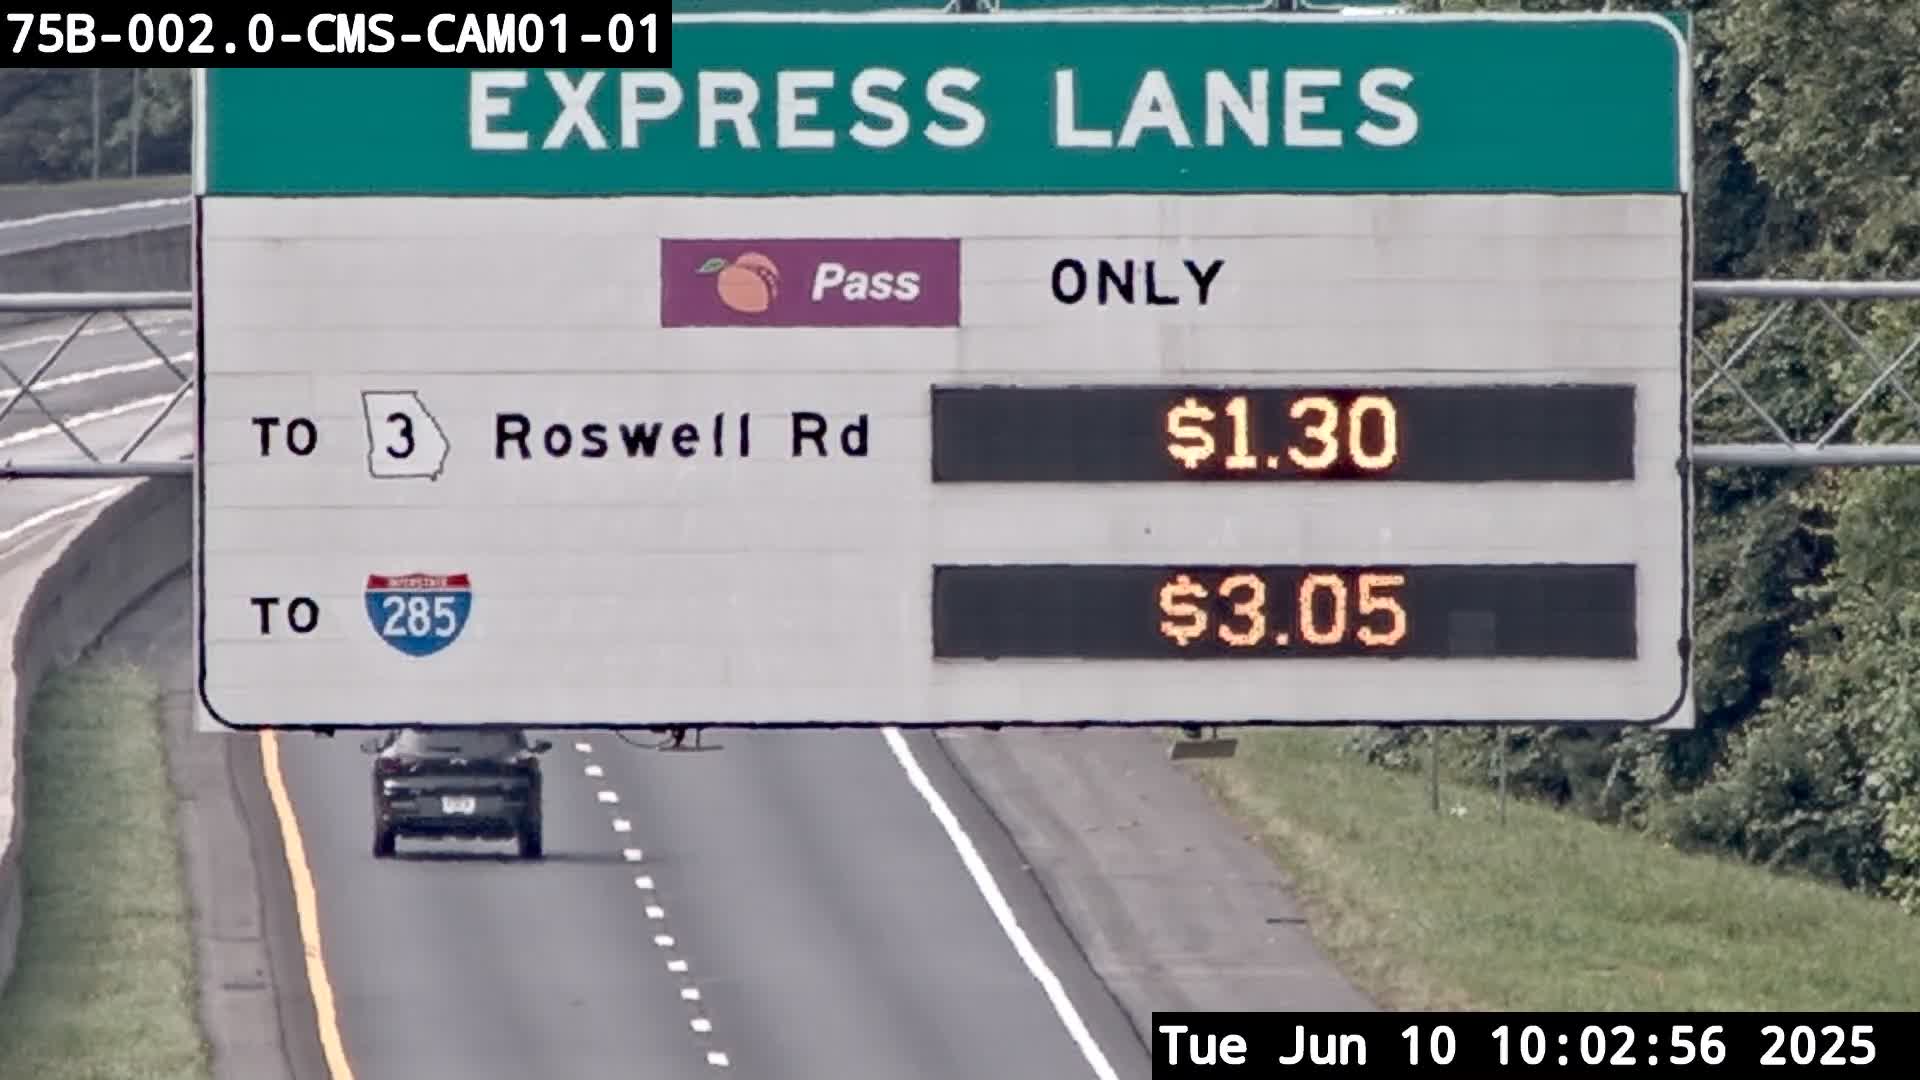 75B-002.0-CMS-CAM01-01
EXPRESS LANES
Pass ONLY
TO 3 Roswell Rd $1.30
INTERSTATE
TO 285 $3.05
Tue Jun 10 10:02:56 2025